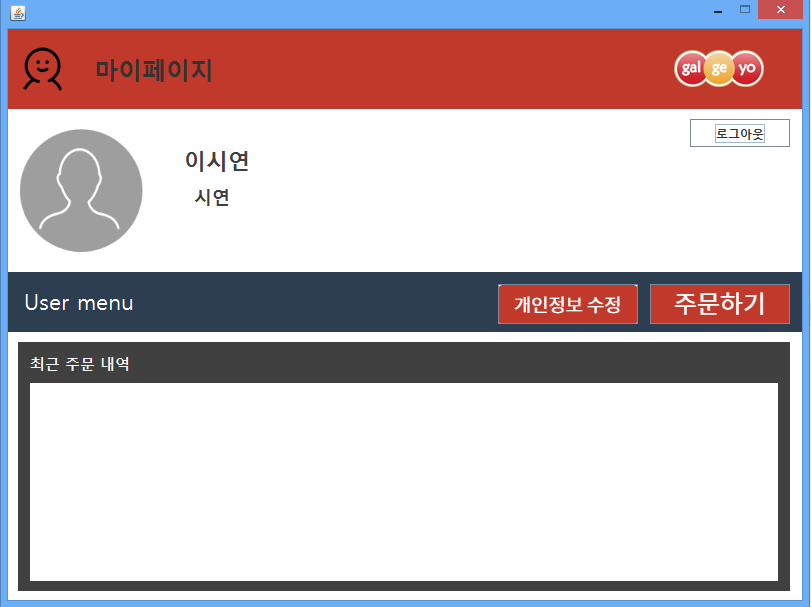 마이페이지
gal ge yo
로그아웃
이시연
시연
User menu
개인정보 수정
주문하기
최근 주문 내역